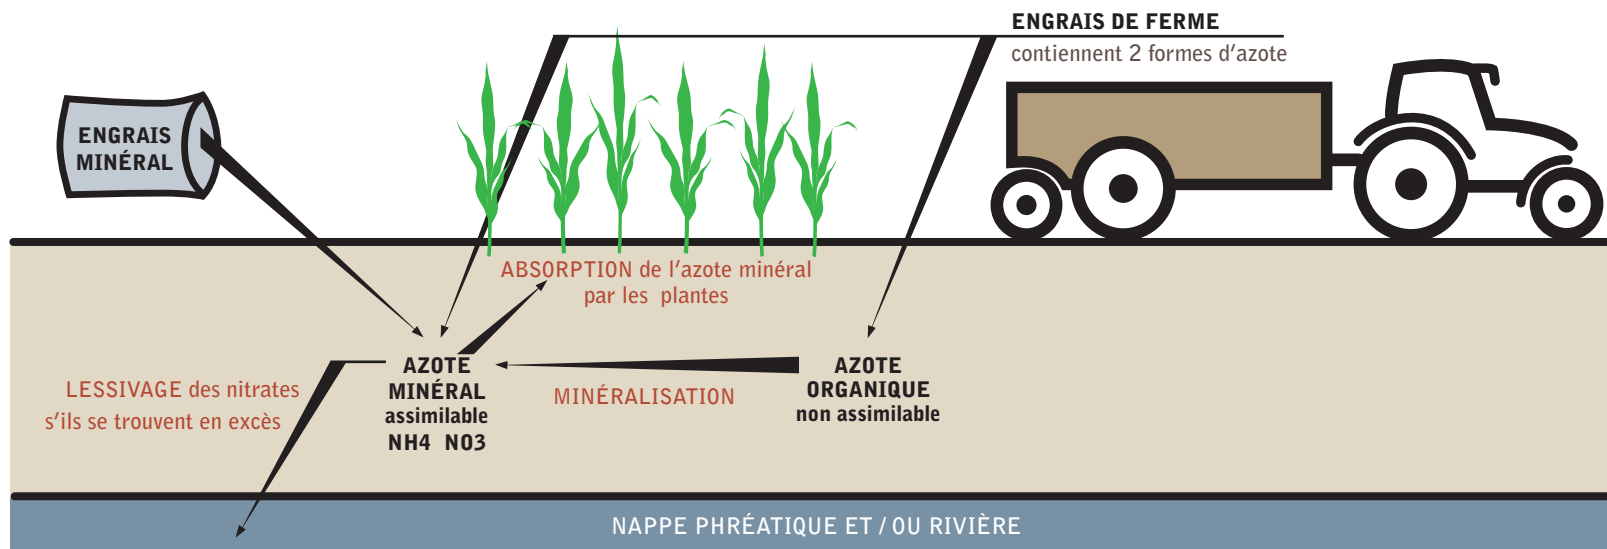 ENGRAIS DE FERME
contiennent 2 formes d'azote
ENGRAIS
MINÉRAL
ABSORPTION de l'azote minéral
par les plantes
AZOTE
MINÉRAL
assimilable
NH4 NO3
MINÉRALISATION
AZOTE
ORGANIQUE
non assimilable
LESSIVAGE des nitrates
s'ils se trouvent en excès
NAPPE PHRÉATIQUE ET / OU RIVIÈRE